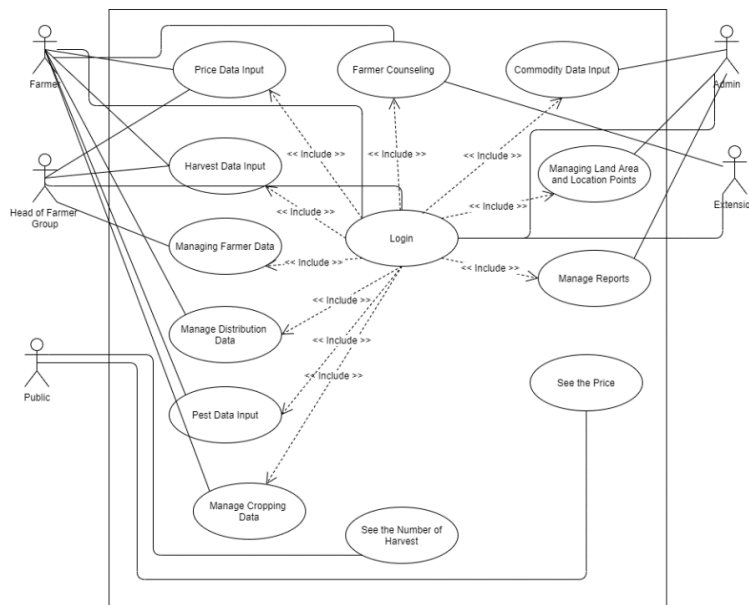 Price Data Input
Farmer Counseling
Commodity Data Input
Farmer
Admin
<< Include >>
<< Include >>
<< Include >>
Harvest Data Input
Managing Land Area
and Location Points
<< Include >>
<< Include >>
Head of Farmer
Group
Extensio
Managing Farmer Data
Login
<< Include >>
<< Include >>
Manage Reports
<< Include >>
Manage Distribution
Data
<< Include >>
<< Include >>
Public
See the Price
Pest Data Input
Manage Cropping
Data
See the Number of
Harvest